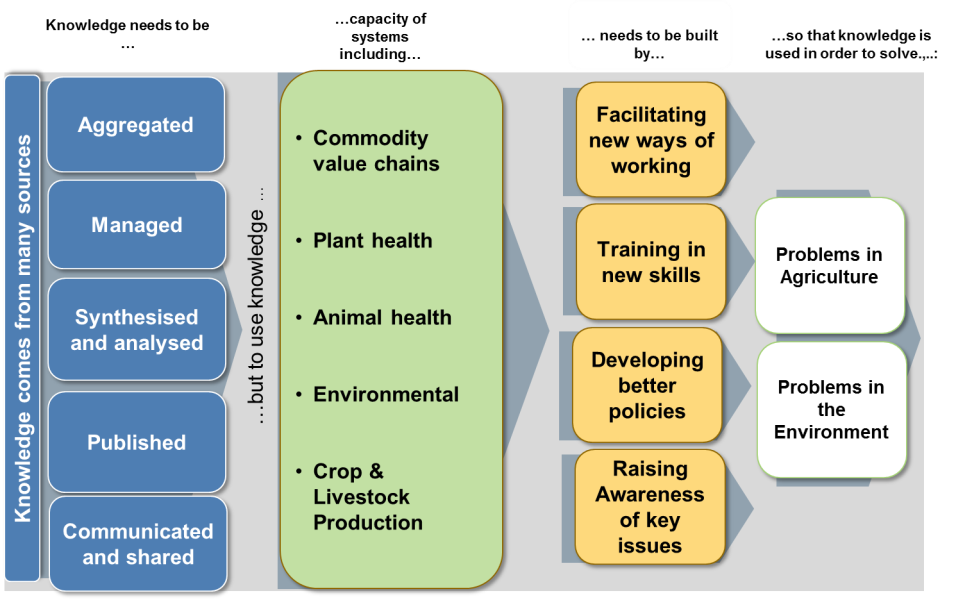 Knowledge needs to be
…
…capacity of
systems
including…
… needs to be built
by…
…so that knowledge is
used in order to solve.,..:
Knowledge comes from many sources
Aggregated
Managed
Synthesised
and analysed
Published
Communicated
and shared
…but to use knowledge …
• Commodity
value chains
• Plant health
• Animal health
• Environmental
• Crop &
Livestock
Production
Facilitating
new ways of
working
Training in
new skills
Developing
better
policies
Raising
Awareness
of key
issues
Problems in
Agriculture
Problems in
the
Environment